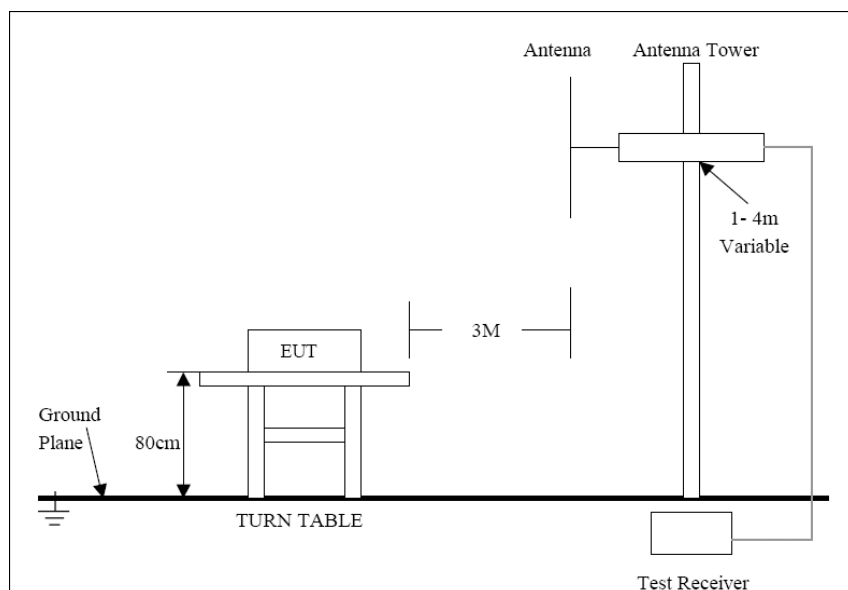 Antenna
Antenna Tower
1- 4m
Variable
3M
EUT
Ground
Plane
80cm
TURN TABLE
Test Receiver